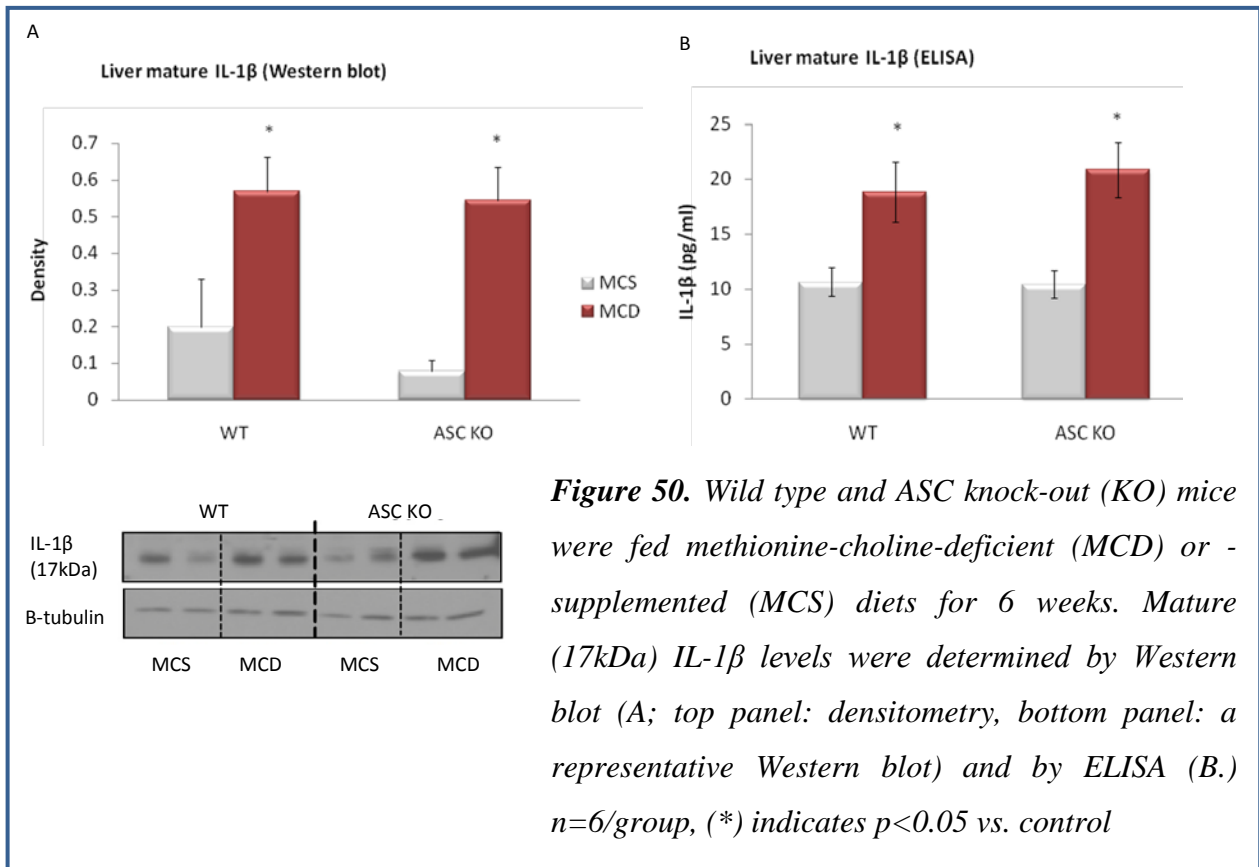 A
Liver mature IL-1β (Western blot)
0.7
0.6
0.5
0.4
0.3
0.2
0.1
0
Density
*
*
WT
ASC KO
MCS
MCD
B
Liver mature IL-1β (ELISA)
25
20
15
10
5
0
IL-1β (pg/ml)
*
*
WT
ASC KO
WT
ASC KO
IL-1β
(17kDa)
B-tubulin
MCS
MCD
MCS
MCD
Figure 50. Wild type and ASC knock-out (KO) mice
were fed methionine-choline-deficient (MCD) or -
supplemented (MCS) diets for 6 weeks. Mature
(17kDa) IL-1β levels were determined by Western
blot (A; top panel: densitometry, bottom panel: a
representative Western blot) and by ELISA (B.)
n=6/group, (*) indicates p<0.05 vs. control